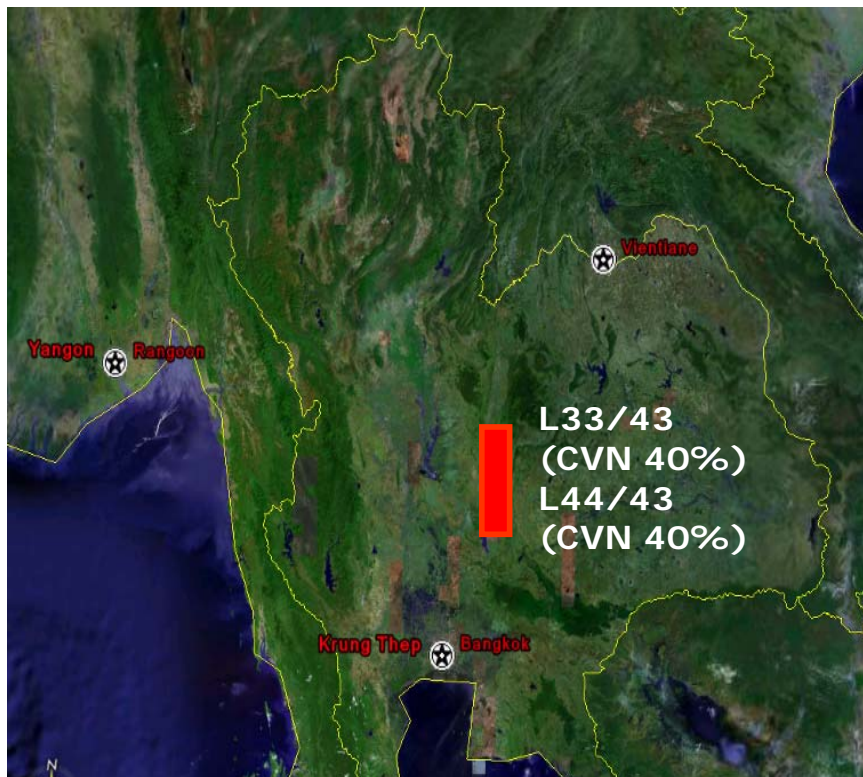 Vientiane
Yangon Rangoon
L33/43
(CVN 40%)
L44/43
(CVN 40%)
Krung Thep Bangkok
N